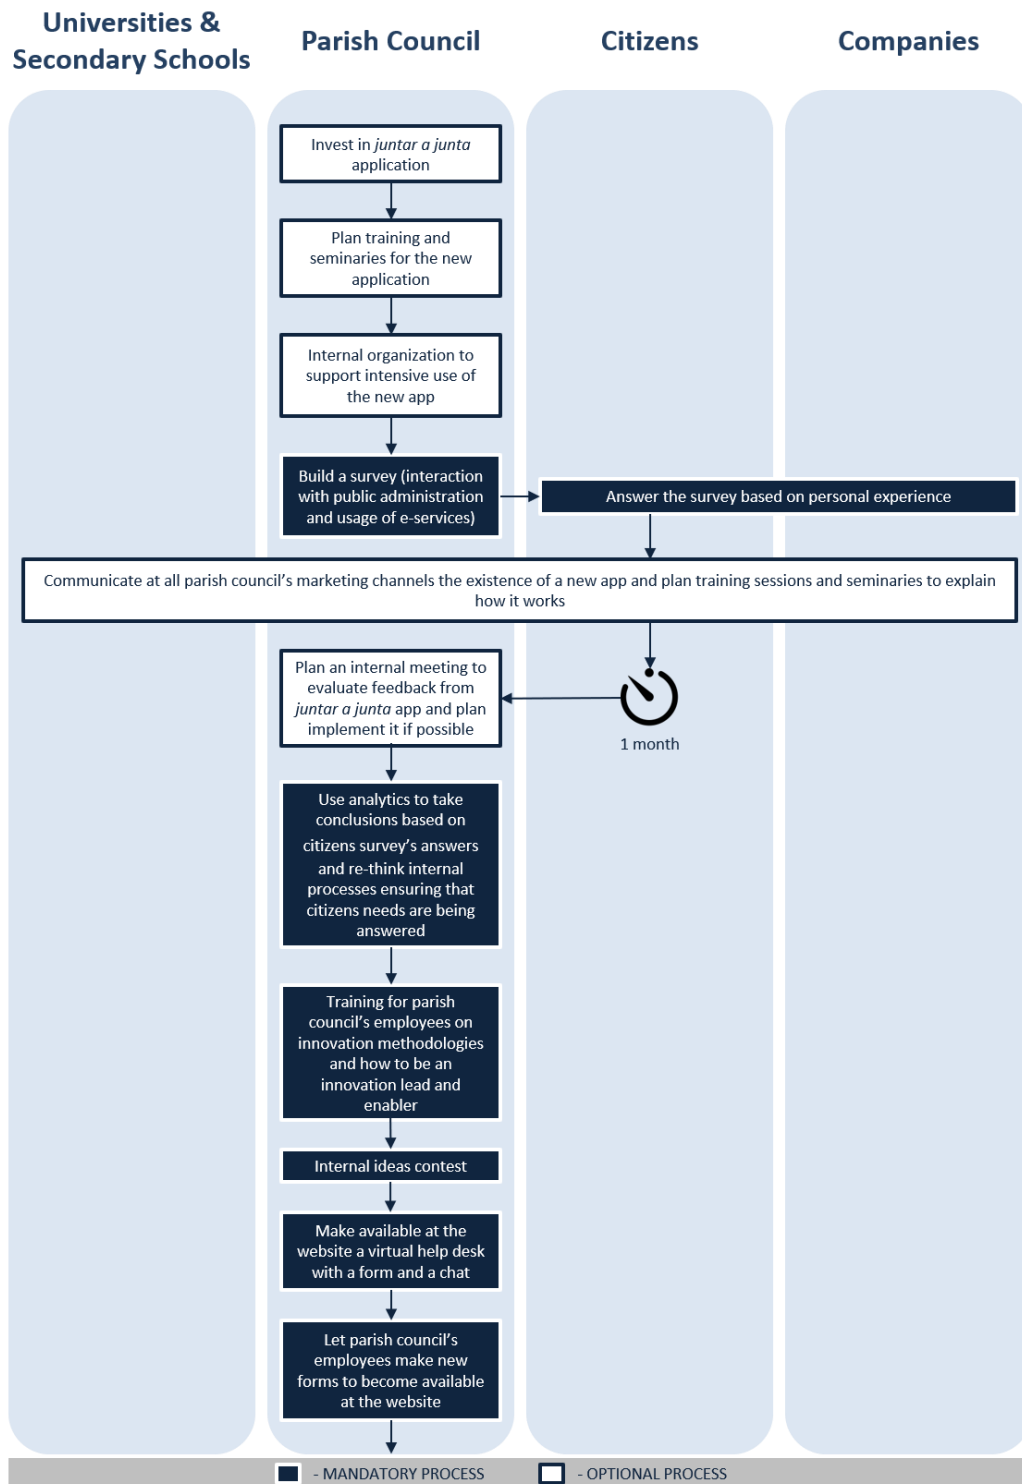 Universities &
Secondary Schools
Parish Council
Citizens
Companies
Invest in juntar a junta
application
Plan training and
seminaries for the new
application
Internal organization to
support intensive use of
the new app
Build a survey (interaction
with public administration
and usage of e-services)
Answer the survey based on personal experience
Communicate at all parish council's marketing channels the existence of a new app and plan training sessions and seminaries to explain
how it works
Plan an internal meeting to
evaluate feedback from
juntar a junta app and plan
implement it if possible
1 month
Use analytics to take
conclusions based on
citizens survey's answers
and re-think internal
processes ensuring that
citizens needs are being
answered
Training for parish
council's employees on
innovation methodologies
and how to be an
innovation lead and
enabler
Internal ideas contest
Make available at the
website a virtual help desk
with a form and a chat
Let parish council's
employees make new
forms to become available
at the website
- MANDATORY PROCESS
- OPTIONAL PROCESS